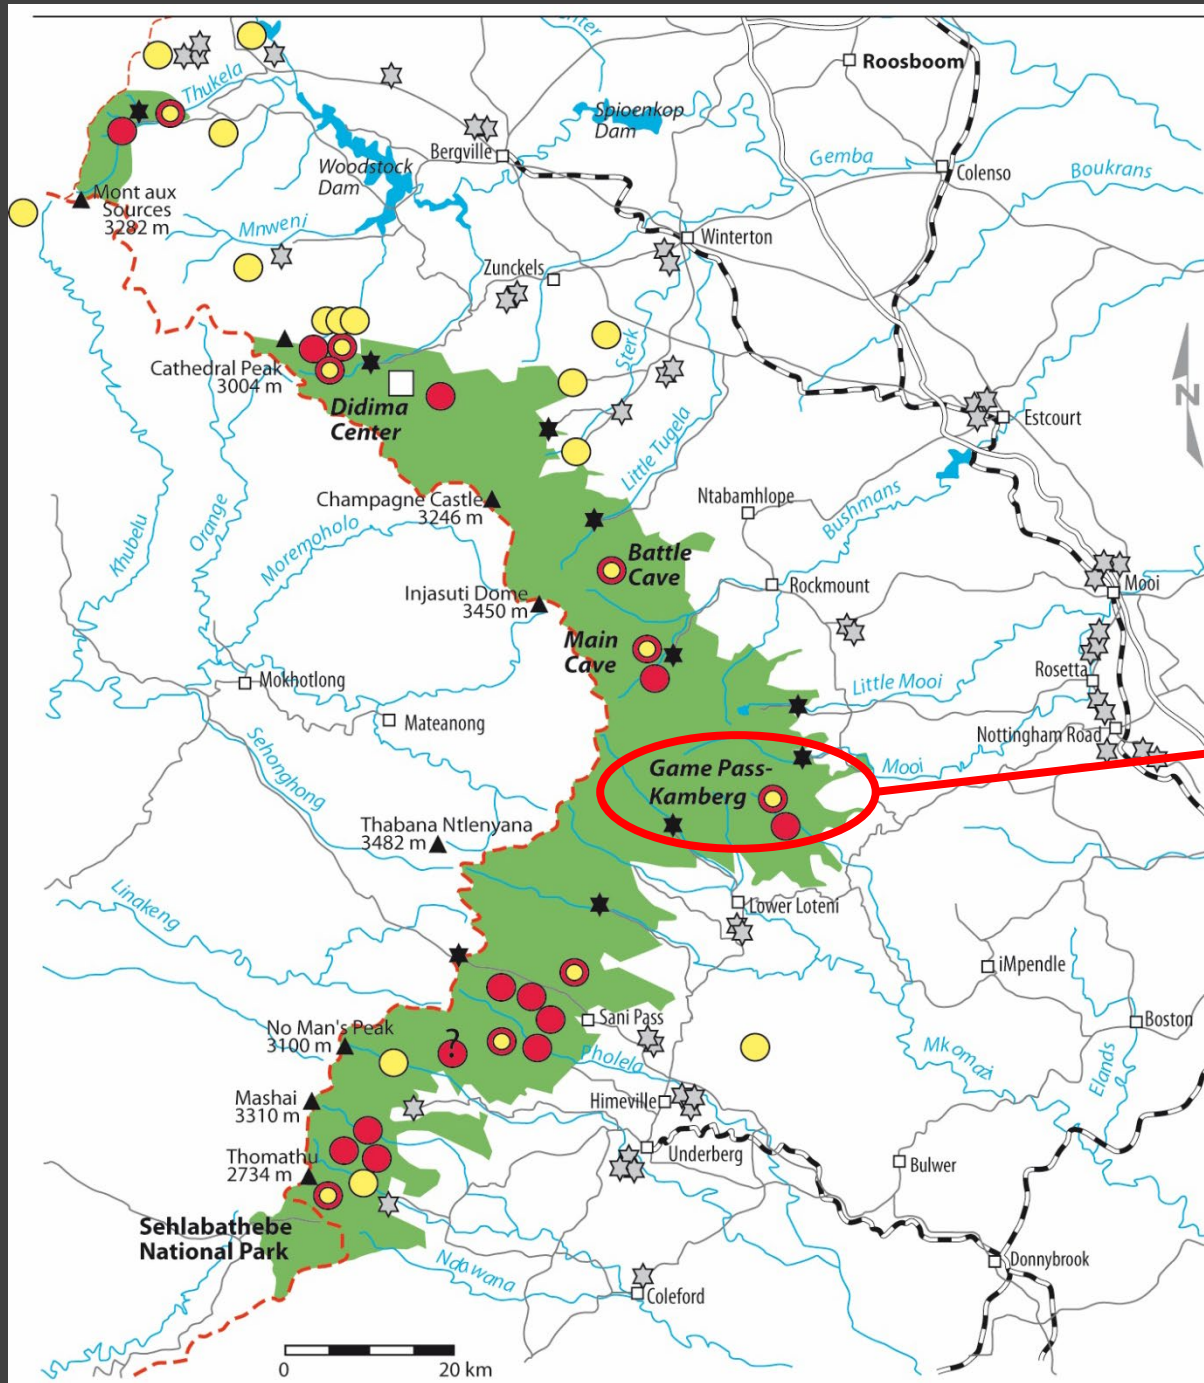 Roosboom
Thukela
Spioenkop
Dam
Bergville
Woodstock
Dam
Gemba
Colenso
Boukrans
Mont aux
Sources
3282 m
Mnweni
Winterton
Zunckels
Sterk
Cathedral Peak
3004 m
N
Didima
Center
Estcourt
Little Tugela
Champagne Castle
3246 m
Ntabamhlope
Bushmans
Khubelu
Orange
Moremoholo
Battle
Cave
Injasuti Dome
3450 m
Rockmount
Mooi
Main
Cave
Mokhotlong
Mateanong
Little Mooi
Rosetta
Nottingham Road
Sehonghong
Game Pass-
Kamberg
Mooi
Thabana Ntlenyana
3482 m
Linakeng
Lower Loteni
iMpendle
No Man's Peak
3100 m
?
Sani Pass
Pholela
Boston
Mkomazi
Elands
Mashai
3310 m
Himeville
Thomathu
2734 m
Underberg
Bulwer
Sehlabathebe
National Park
Ndawana
Coleford
Donnybrook
0 20 km